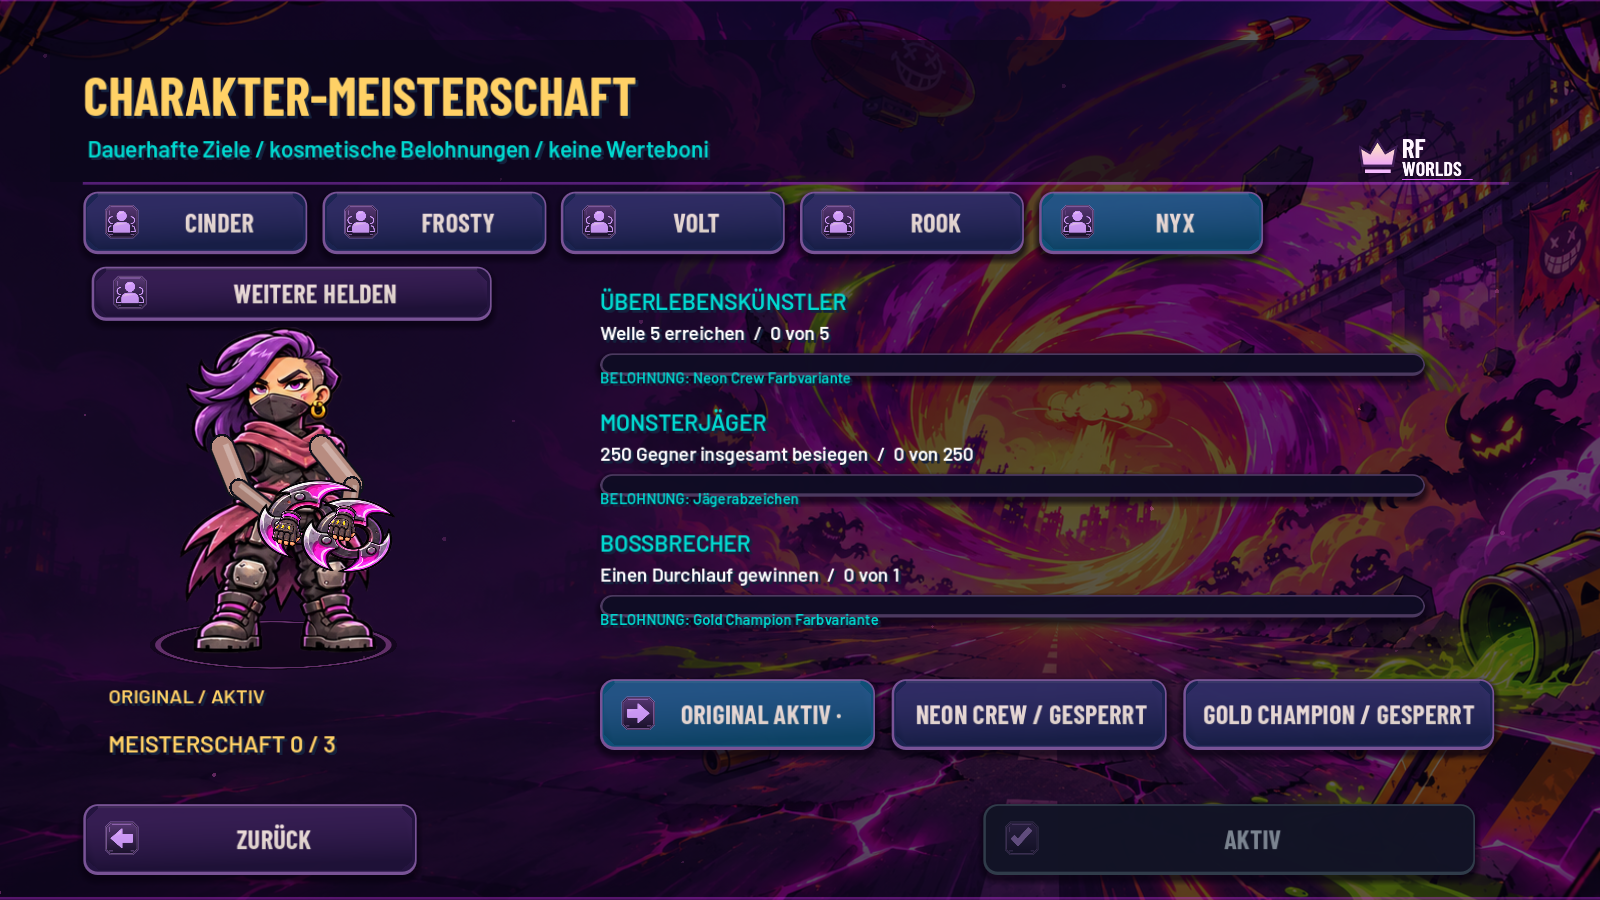 CHARAKTER-MEISTERSCHAFT
Dauerhafte Ziele / kosmetische Belohnungen / keine Werteboni
RF
WORLDS
CINDER
FROSTY
VOLT
ROOK
NYX
WEITERE HELDEN
ÜBERLEBENSKÜNSTLER
Welle 5 erreichen / 0 von 5
BELOHNUNG: Neon Crew Farbvariante
MONSTERJÄGER
250 Gegner insgesamt besiegen / 0 von 250
BELOHNUNG: Jägerabzeichen
BOSSBRECHER
Einen Durchlauf gewinnen / 0 von 1
BELOHNUNG: Gold Champion Farbvariante
ORIGINAL / AKTIV
MEISTERSCHAFT 0 / 3
ORIGINAL AKTIV ·
NEON CREW / GESPERRT
GOLD CHAMPION / GESPERRT
ZURÜCK
AKTIV